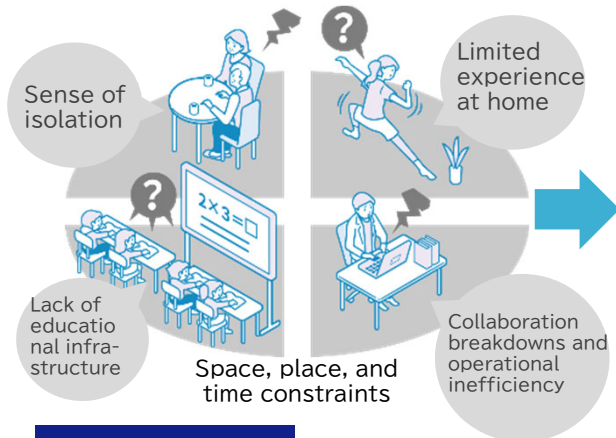 Sense of
isolation
?
Limited
experience
at home
?
2×3=□
Lack of
educatio
nal infra-
structure
Space, place, and
time constraints
Collaboration
breakdowns and
operational
inefficiency